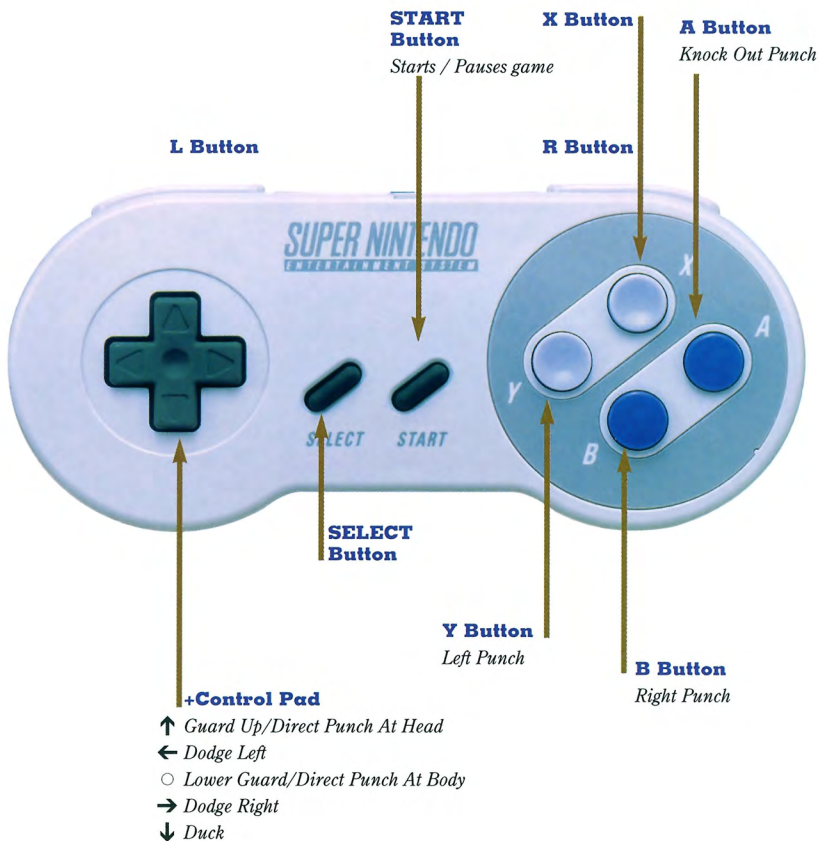 START
Button
Starts / Pauses game
X Button
A Button
Knock Out Punch
L Button
R Button
SUPER NINTENDO
ENTERTAINMENT SYSTEM
X
A
Y
B
SELECT
START
SELECT
Button
Y Button
Left Punch
B Button
Right Punch
+Control Pad
↑ Guard Up/Direct Punch At Head
← Dodge Left
○ Lower Guard/Direct Punch At Body
→ Dodge Right
↓ Duck